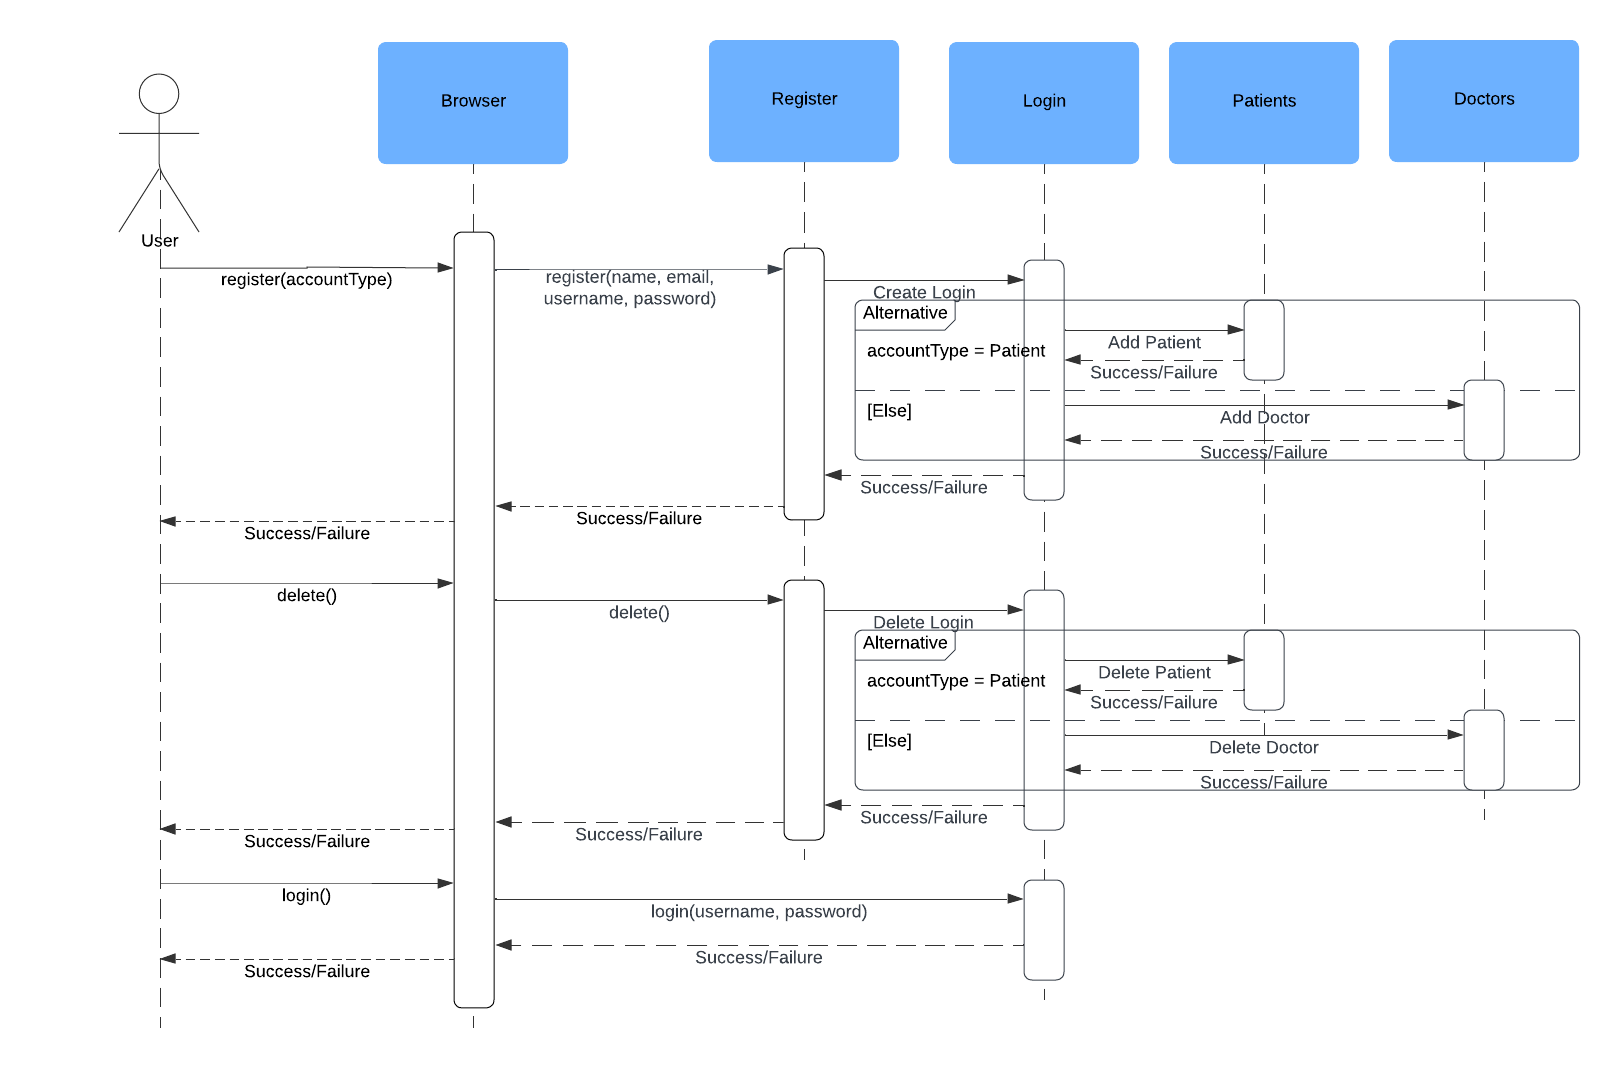 Browser
Register
Login
Patients
Doctors
User
register(accountType)
register(name, email,
username, password)
Create Login
Alternative
accountType = Patient
Add Patient
Success/Failure
[Else]
Add Doctor
Success/Failure
Success/Failure
Success/Failure
Success/Failure
delete()
delete()
Delete Login
Alternative
accountType = Patient
Delete Patient
Success/Failure
[Else]
Delete Doctor
Success/Failure
Success/Failure
Success/Failure
Success/Failure
login()
login(username, password)
Success/Failure
Success/Failure